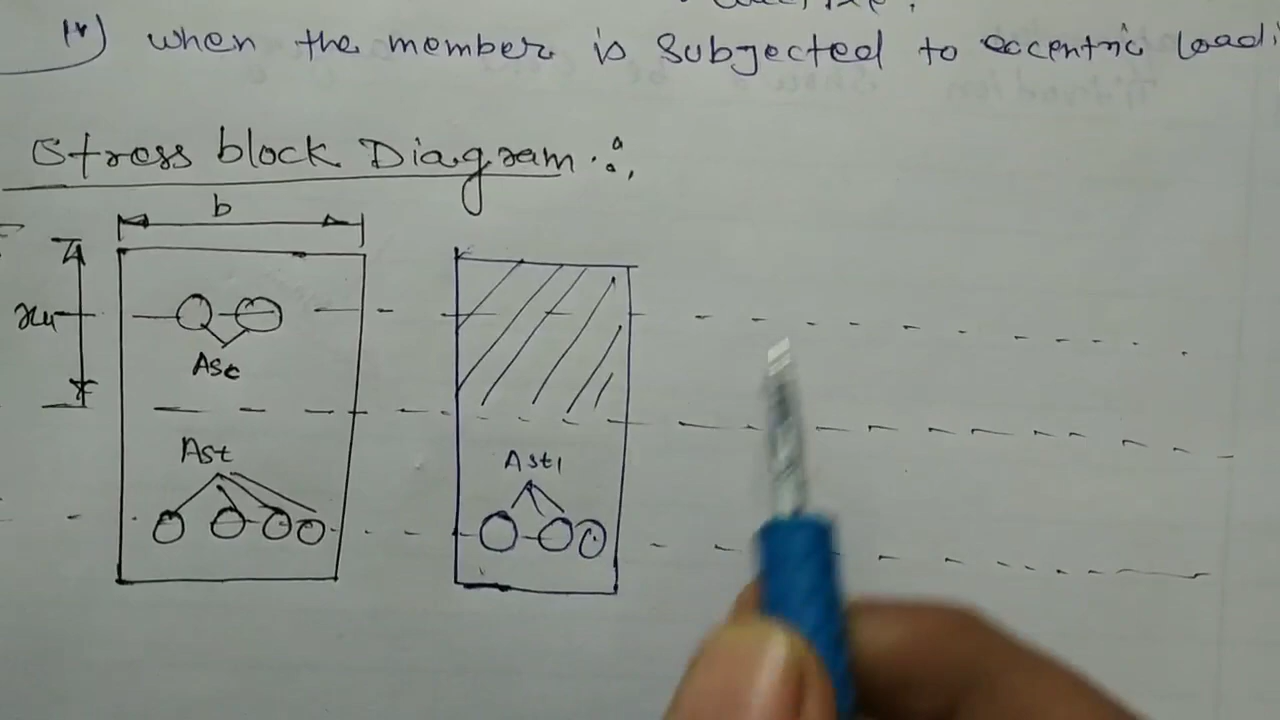 iv) when the member is subjected to eccentric loadi
Stress block Diagram :
b
xu
Asc
Ast
Ast1